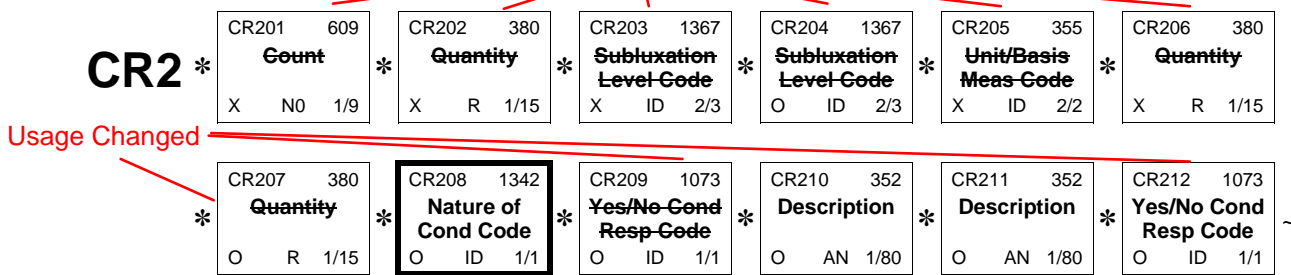 CR201 609 CR202 380 CR203 1367 CR204 1367 CR205 355 CR206 380
CR2 * Count * Quantity * Subluxation Level Code * Subluxation Level Code * Unit/Basis Meas Code * Quantity
X N0 1/9 X R 1/15 X ID 2/3 O ID 2/3 X ID 2/2 X R 1/15
Usage Changed
CR207 380 CR208 1342 CR209 1073 CR210 352 CR211 352 CR212 1073
* Quantity * Nature of Cond Code * Yes/No Cond Resp Code * Description * Description * Yes/No Cond Resp Code ~
O R 1/15 O ID 1/1 O ID 1/1 O AN 1/80 O AN 1/80 O ID 1/1